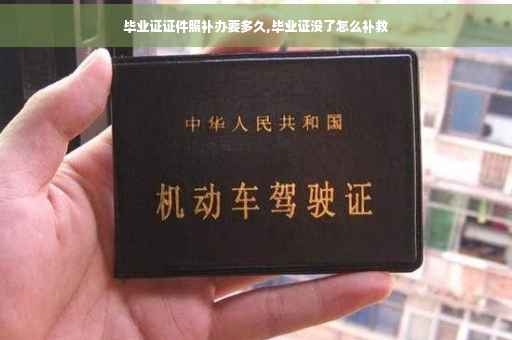 毕业证证件照补办要多久,毕业证没了怎么补救
中华人民共和国
机动车驾驶证